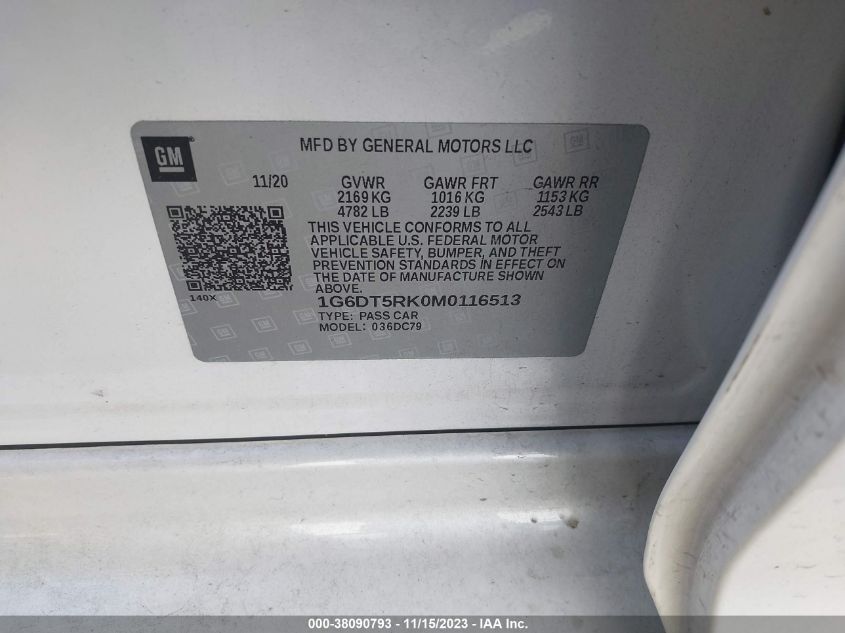 GM
MFD BY GENERAL MOTORS LLC
11/20 GVWR GAWR FRT GAWR RR
2169 KG 1016 KG 1153 KG
4782 LB 2239 LB 2543 LB
THIS VEHICLE CONFORMS TO ALL
APPLICABLE U.S. FEDERAL MOTOR
VEHICLE SAFETY, BUMPER, AND THEFT
PREVENTION STANDARDS IN EFFECT ON
THE DATE OF MANUFACTURE SHOWN
ABOVE.
140X
1G6DT5RK0M0116513
TYPE: PASS CAR
MODEL: 036DC79
000-38090793 - 11/15/2023 - IAA Inc.